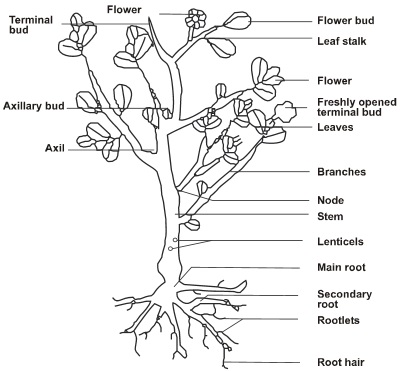 Flower
Terminal
bud
Flower bud
Leaf stalk
Flower
Axillary bud
Freshly opened
terminal bud
Leaves
Axil
Branches
Node
Stem
Lenticels
Main root
Secondary
root
Rootlets
Root hair